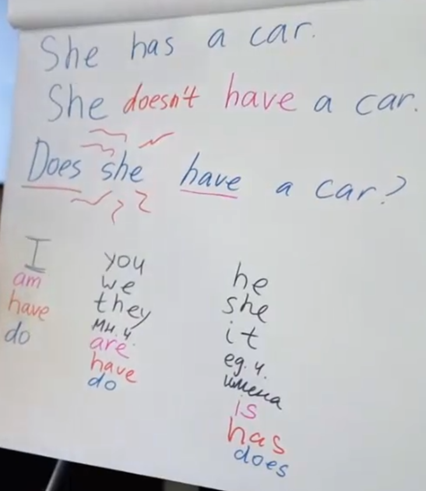 She has a car.
She doesn't have a car.
Does she have a car?
I
am
have
do
you
we
they
мн.ч.
are
have
do
he
she
it
ед.ч.
имена
is
has
does